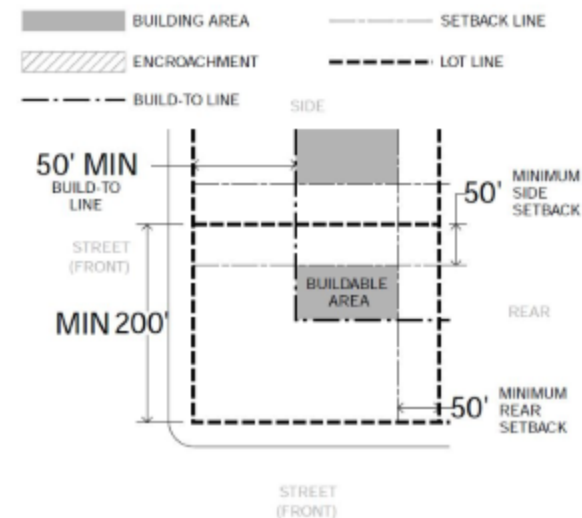 BUILDING AREA
SETBACK LINE
ENCROACHMENT
LOT LINE
BUILD-TO LINE
SIDE
50' MIN
BUILD-TO
LINE
50'
MINIMUM
SIDE
SETBACK
STREET
(FRONT)
BUILDABLE
AREA
REAR
MIN 200'
50'
MINIMUM
REAR
SETBACK
STREET
(FRONT)